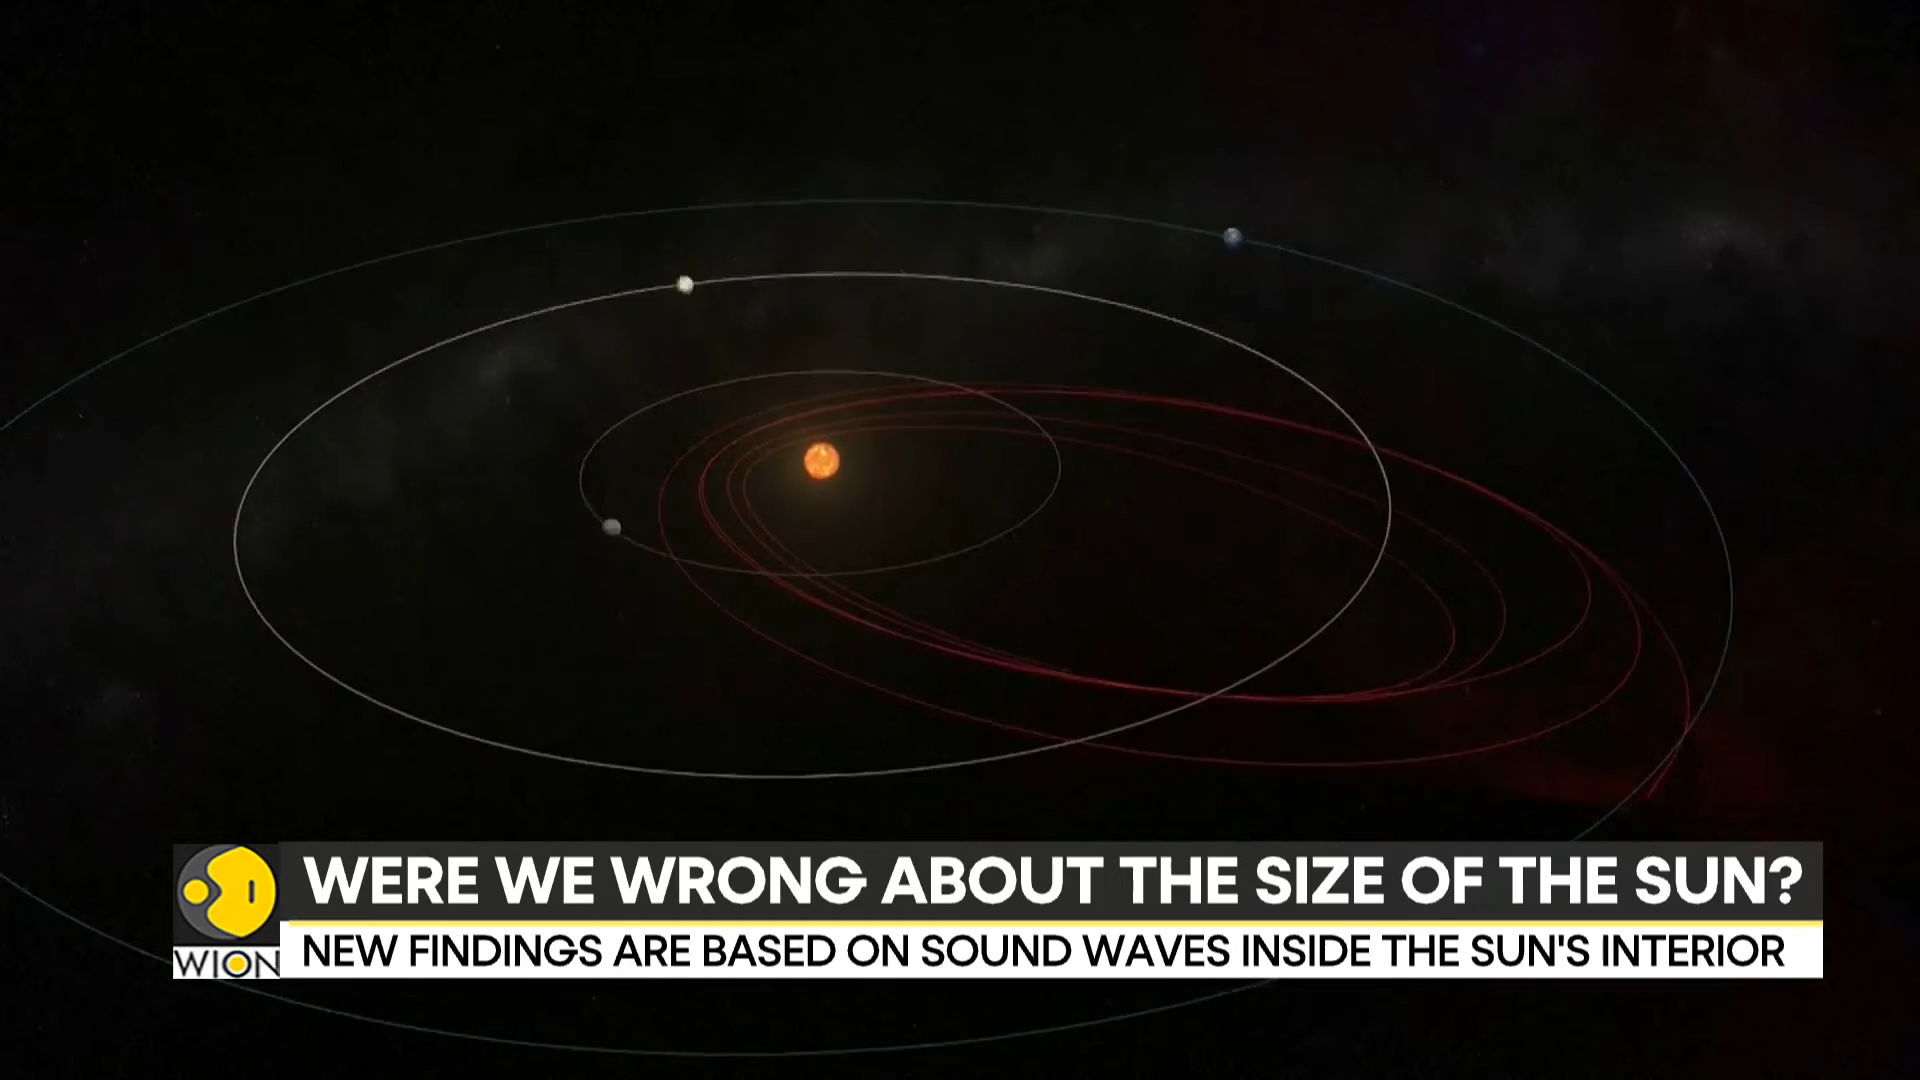 WERE WE WRONG ABOUT THE SIZE OF THE SUN?
NEW FINDINGS ARE BASED ON SOUND WAVES INSIDE THE SUN'S INTERIOR
WION